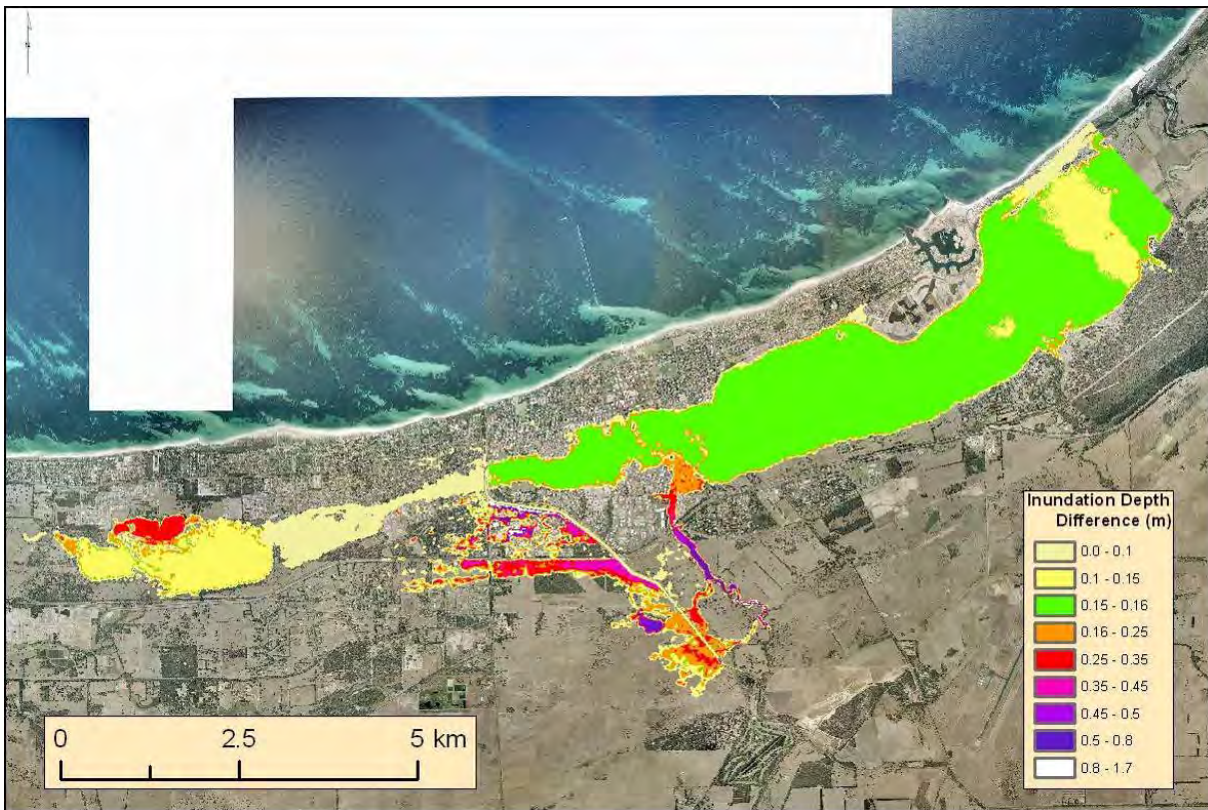 Inundation Depth
Difference (m)
0.0 - 0.1
0.1 - 0.15
0.15 - 0.16
0.16 - 0.25
0.25 - 0.35
0.35 - 0.45
0.45 - 0.5
0.5 - 0.8
0.8 - 1.7
0 2.5 5 km